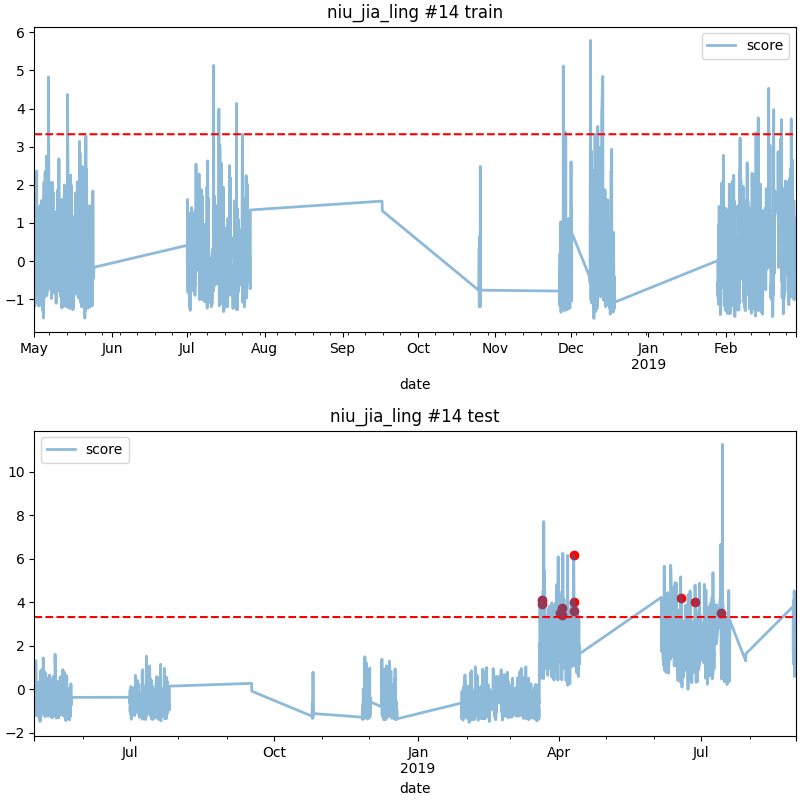 niu_jia_ling #14 train
score
6
5
4
3
2
1
0
−1
May Jun Jul Aug Sep Oct Nov Dec Jan Feb
2019
date
niu_jia_ling #14 test
score
10
8
6
4
2
0
−2
Jul Oct Jan Apr Jul
2019
date